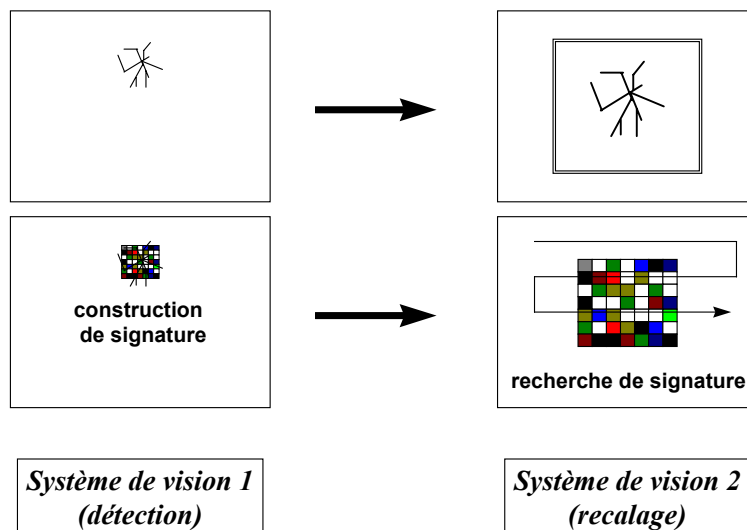 construction
de signature
recherche de signature
Système de vision 1
(détection)
Système de vision 2
(recalage)